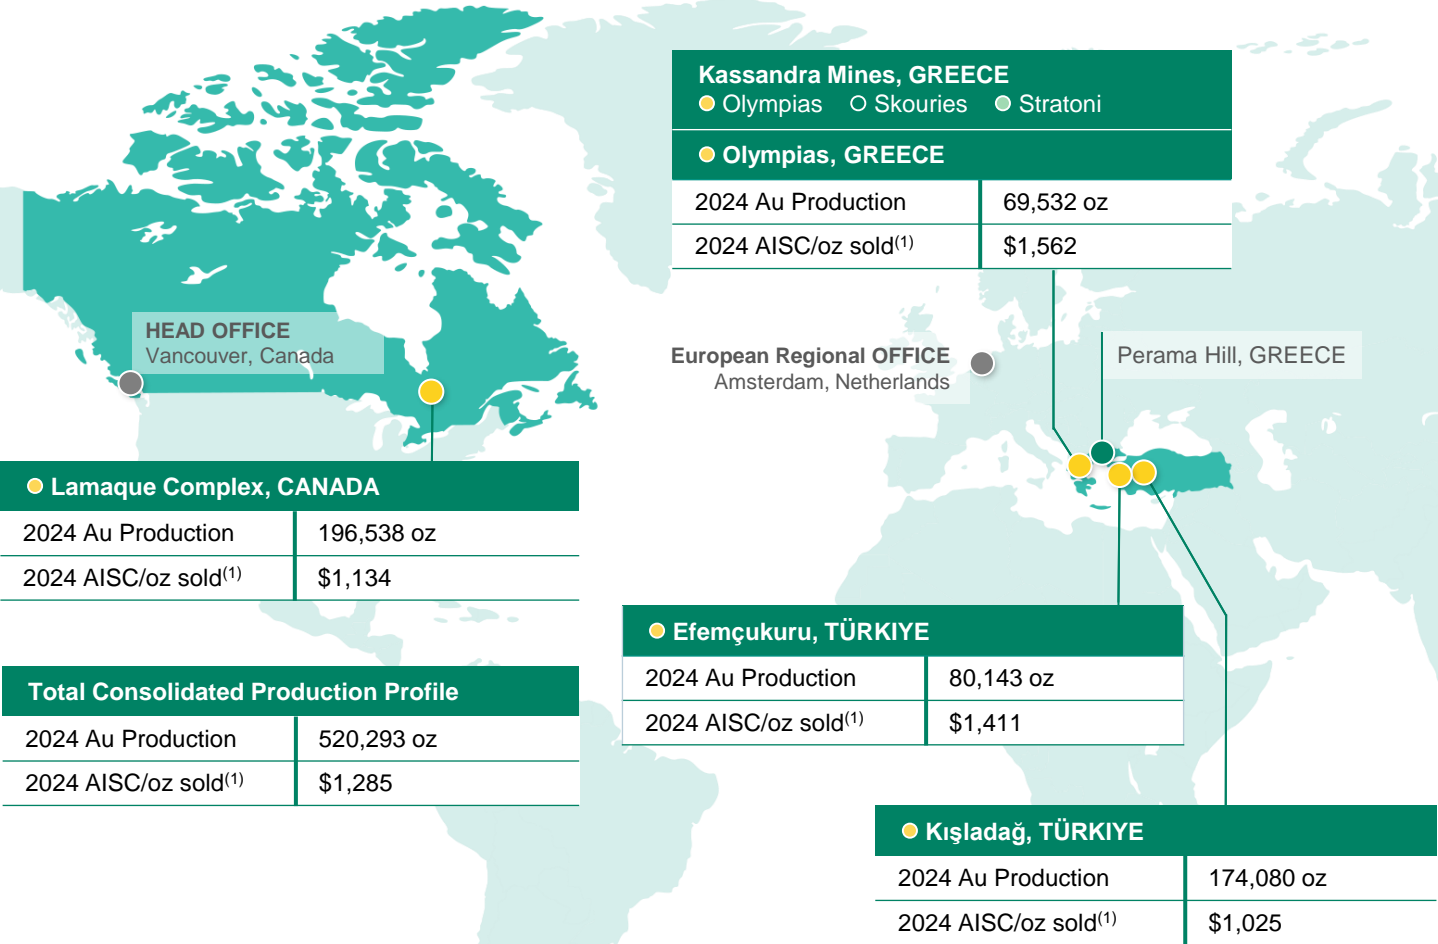 Kassandra Mines, GREECE
Olympias Skouries Stratoni
Olympias, GREECE
2024 Au Production 69,532 oz
2024 AISC/oz sold(1) $1,562
HEAD OFFICE
Vancouver, Canada
European Regional OFFICE
Amsterdam, Netherlands
Perama Hill, GREECE
Lamaque Complex, CANADA
2024 Au Production 196,538 oz
2024 AISC/oz sold(1) $1,134
Efemçukuru, TÜRKIYE
2024 Au Production 80,143 oz
2024 AISC/oz sold(1) $1,411
Total Consolidated Production Profile
2024 Au Production 520,293 oz
2024 AISC/oz sold(1) $1,285
Kışladağ, TÜRKIYE
2024 Au Production 174,080 oz
2024 AISC/oz sold(1) $1,025